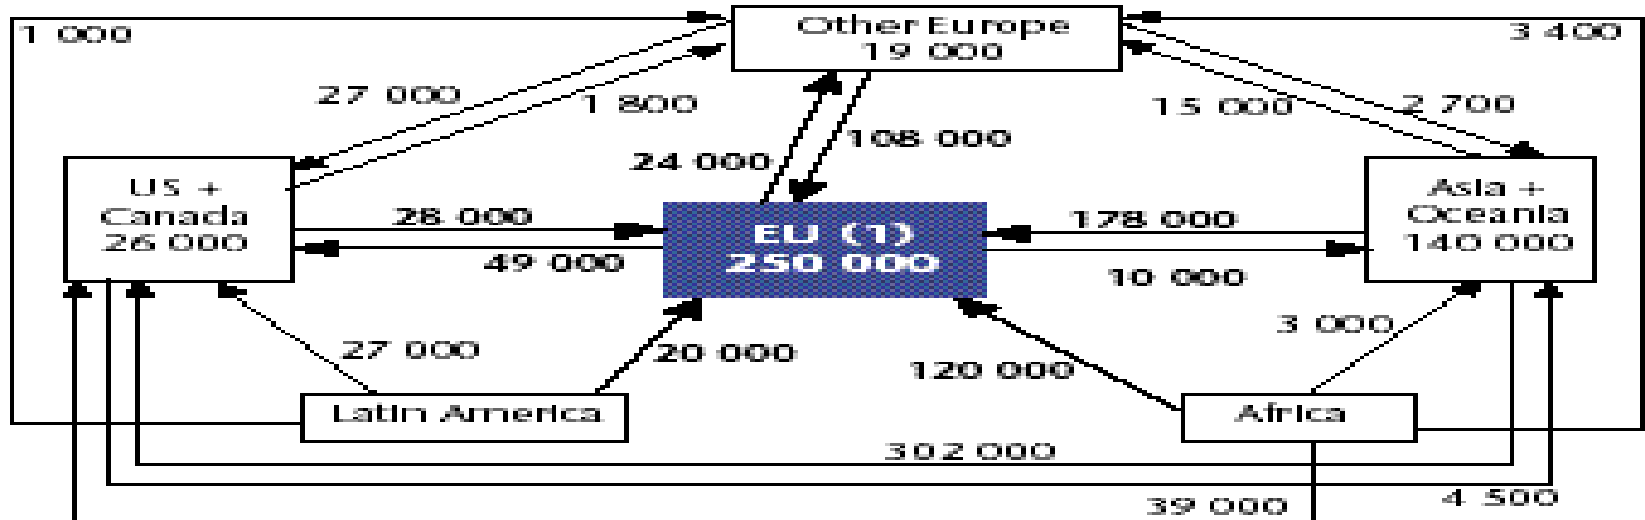 1 000
Other Europe
19 000
3 400
27 000
1 800
15 000
2 700
24 000
108 000
US +
Canada
26 000
28 000
49 000
EU (1)
250 000
178 000
10 000
Asia +
Oceania
140 000
27 000
20 000
120 000
3 000
Latin America
Africa
302 000
39 000
4 500